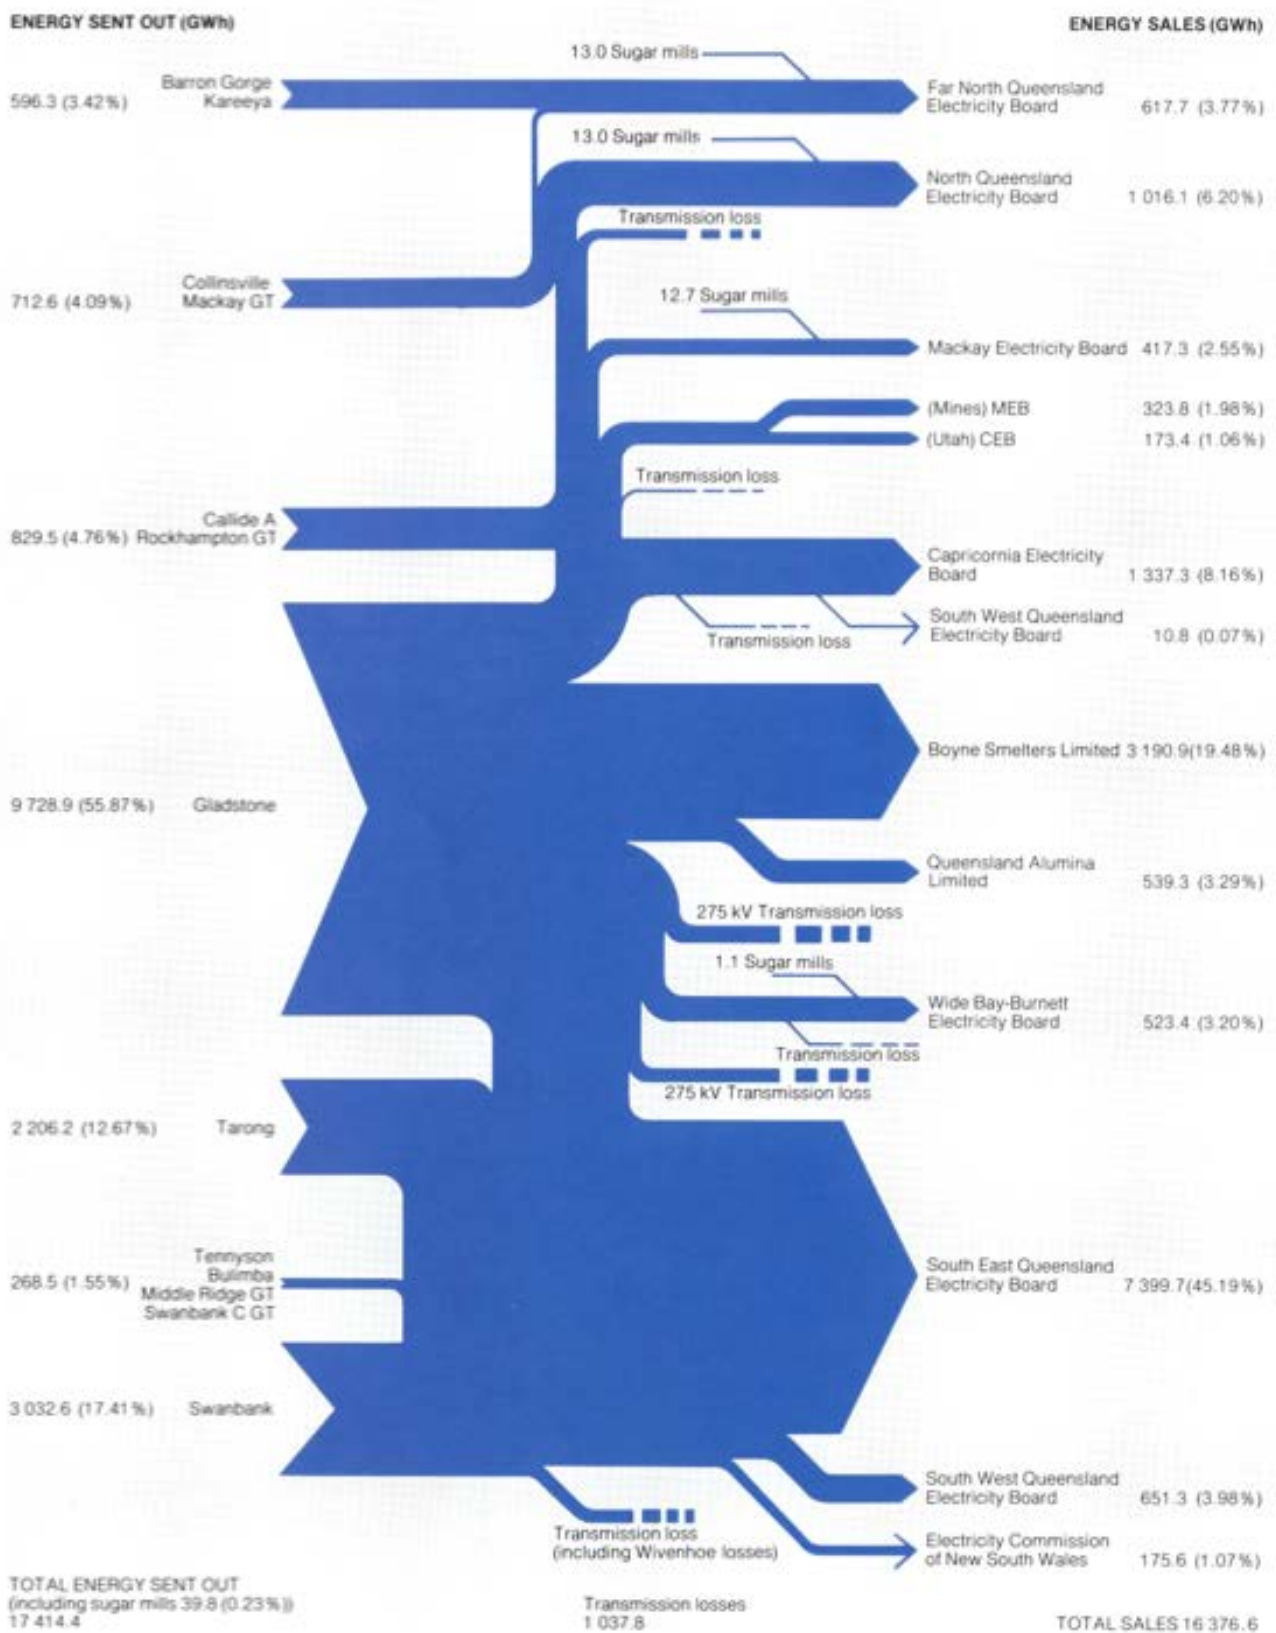 ENERGY SENT OUT (GWh)
ENERGY SALES (GWh)
13.0 Sugar mills
Barron Gorge
Kareeya
596.3 (3.42%)
Far North Queensland
Electricity Board
617.7 (3.77%)
13.0 Sugar mills
North Queensland
Electricity Board
1 016.1 (6.20%)
Transmission loss
Collinsville
Mackay GT
712.6 (4.09%)
12.7 Sugar mills
Mackay Electricity Board 417.3 (2.55%)
(Mines) MEB 323.8 (1.98%)
(Utah) CEB 173.4 (1.06%)
Transmission loss
Callide A
829.5 (4.76%) Rockhampton GT
Capricornia Electricity
Board
1 337.3 (8.16%)
South West Queensland
Electricity Board
10.8 (0.07%)
Transmission loss
Boyne Smelters Limited 3 190.9(19.48%)
9 728.9 (55.87%) Gladstone
Queensland Alumina
Limited
539.3 (3.29%)
275 kV Transmission loss
1.1 Sugar mills
Wide Bay-Burnett
Electricity Board
523.4 (3.20%)
Transmission loss
275 kV Transmission loss
2 206.2 (12.67%) Tarong
Tennyson
Bulimba
Middle Ridge GT
Swanbank C GT
268.5 (1.55%)
South East Queensland
Electricity Board
7 399.7(45.19%)
3 032.6 (17.41%) Swanbank
South West Queensland
Electricity Board
651.3 (3.98%)
Transmission loss
(including Wivenhoe losses)
Electricity Commission
of New South Wales
175.6 (1.07%)
TOTAL ENERGY SENT OUT
(including sugar mills 39.8 (0.23%))
17 414.4
Transmission losses
1 037.8
TOTAL SALES 16 376.6